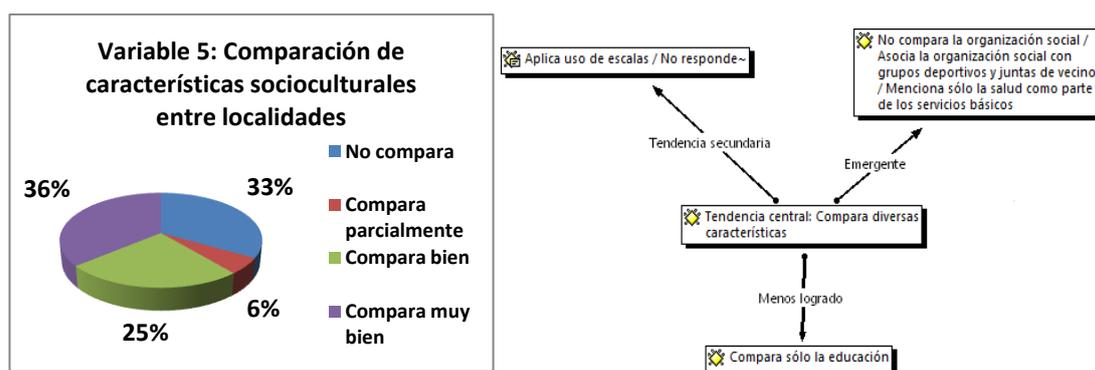 Variable 5: Comparación de
características socioculturales
entre localidades
No compara
Compara
parcialmente
Compara bien
Compara muy
bien
36%
33%
6%
25%
Aplica uso de escalas / No responde~
No compara la organización social /
Asocia la organización social con
grupos deportivos y juntas de vecino
/ Menciona sólo la salud como parte
de los servicios básicos
Tendencia secundaria
Emergente
Tendencia central: Compara diversas
características
Menos logrado
Compara sólo la educación